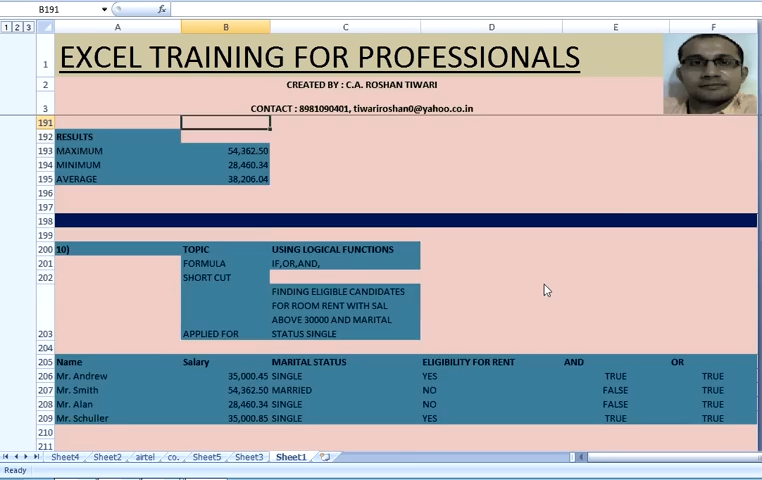 B191 fx
1 2 3 A B C D E F
1 EXCEL TRAINING FOR PROFESSIONALS
2 CREATED BY : C.A. ROSHAN TIWARI
3 CONTACT : 8981090401, tiwariroshan0@yahoo.co.in
191
192 RESULTS
193 MAXIMUM 54,362.50
194 MINIMUM 28,460.34
195 AVERAGE 38,206.04
196
197
198
199
200 10) TOPIC USING LOGICAL FUNCTIONS
201 FORMULA IF,OR,AND,
202 SHORT CUT
FINDING ELIGIBLE CANDIDATES
FOR ROOM RENT WITH SAL
ABOVE 30000 AND MARITAL
203 APPLIED FOR STATUS SINGLE
204
205 Name Salary MARITAL STATUS ELIGIBILITY FOR RENT AND OR
206 Mr. Andrew 35,000.45 SINGLE YES TRUE TRUE
207 Mr. Smith 54,362.50 MARRIED NO FALSE TRUE
208 Mr. Alan 28,460.34 SINGLE NO FALSE TRUE
209 Mr. Schuller 35,000.85 SINGLE YES TRUE TRUE
210
211
Sheet4 Sheet2 airtel co. Sheet5 Sheet3 Sheet1
Ready